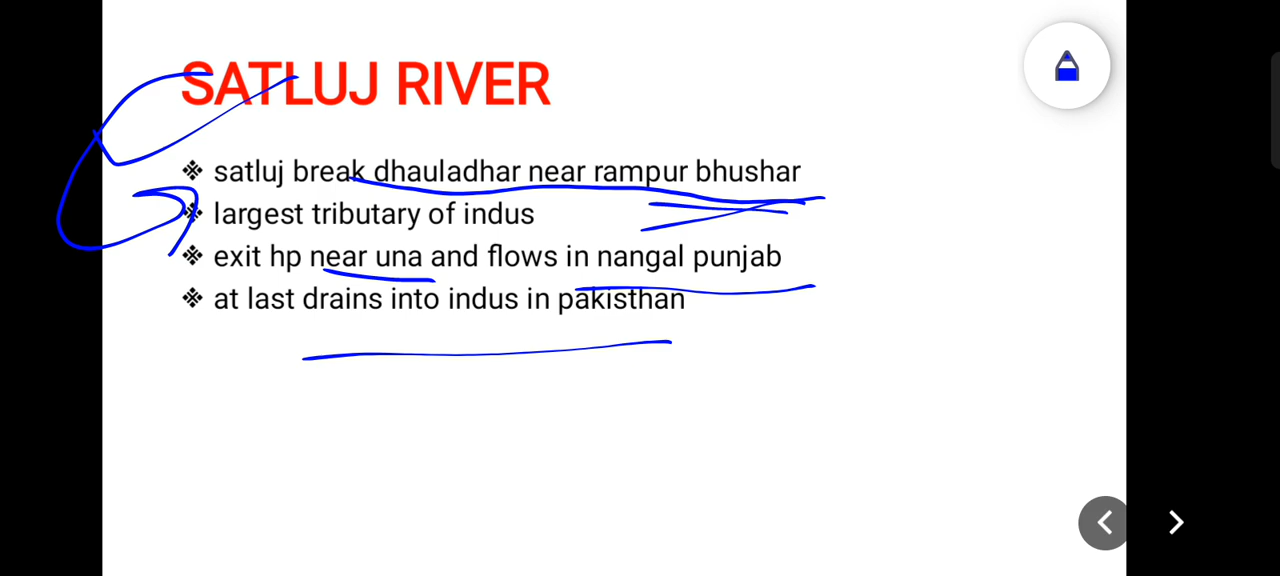 SATLUJ RIVER
❖ satluj break dhauladhar near rampur bhushar
❖ largest tributary of indus
❖ exit hp near una and flows in nangal punjab
❖ at last drains into indus in pakisthan